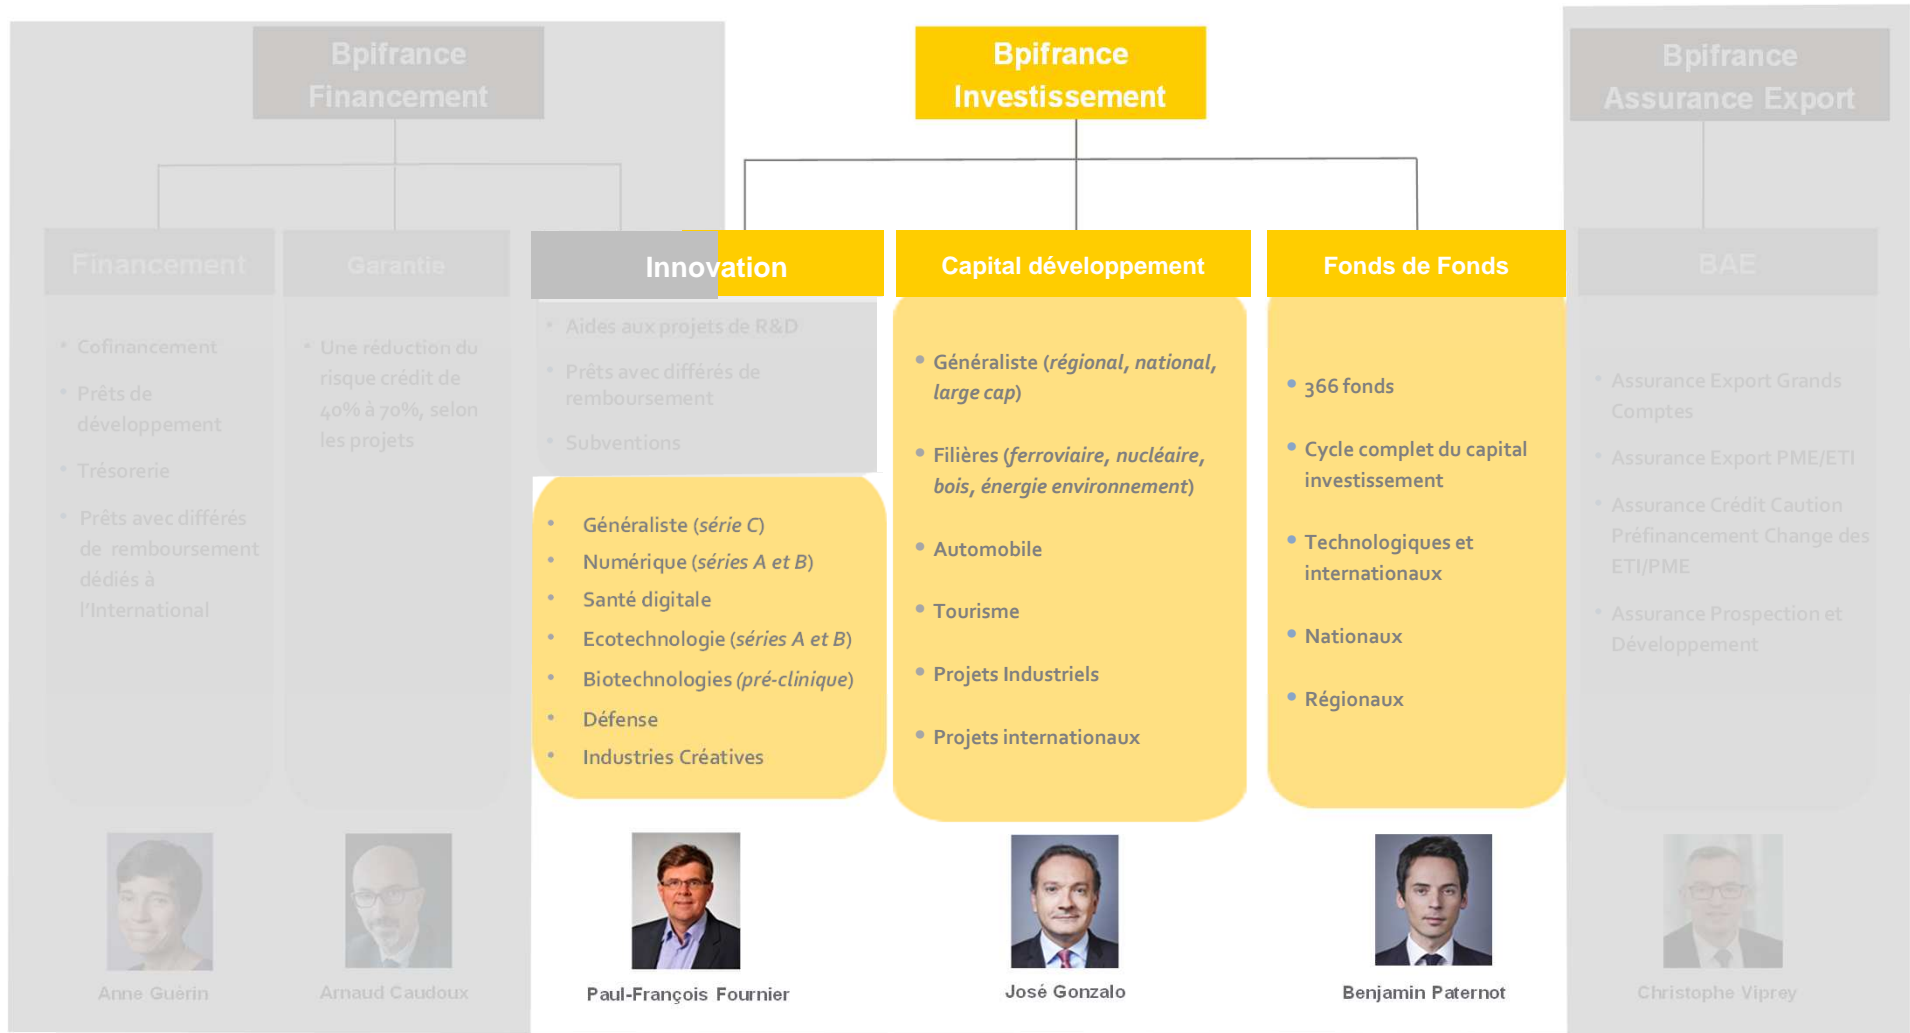 Bpifrance
Financement
Financement
• Cofinancement
• Prêts de
développement
• Trésorerie
• Prêts avec différés
de remboursement
dédiés à
l'International
Anne Guérin
Garantie
• Une réduction du
risque crédit de
40% à 70%, selon
les projets
Arnaud Caudoux
Bpifrance
Investissement
Innovation
• Aides aux projets de R&D
• Prêts avec différés de
remboursement
• Subventions
• Généraliste (série C)
• Numérique (séries A et B)
• Santé digitale
• Ecotechnologie (séries A et B)
• Biotechnologies (pré-clinique)
• Défense
• Industries Créatives
Paul-François Fournier
Capital développement
• Généraliste (régional, national,
large cap)
• Filières (ferroviaire, nucléaire,
bois, énergie environnement)
• Automobile
• Tourisme
• Projets Industriels
• Projets internationaux
José Gonzalo
Fonds de Fonds
• 366 fonds
• Cycle complet du capital
investissement
• Technologiques et
internationaux
• Nationaux
• Régionaux
Benjamin Paternot
Bpifrance
Assurance Export
BAE
• Assurance Export Grands
Comptes
• Assurance Export PME/ETI
• Assurance Crédit Caution
Préfinancement Change des
ETI/PME
• Assurance Prospection et
Développement
Christophe Viprey